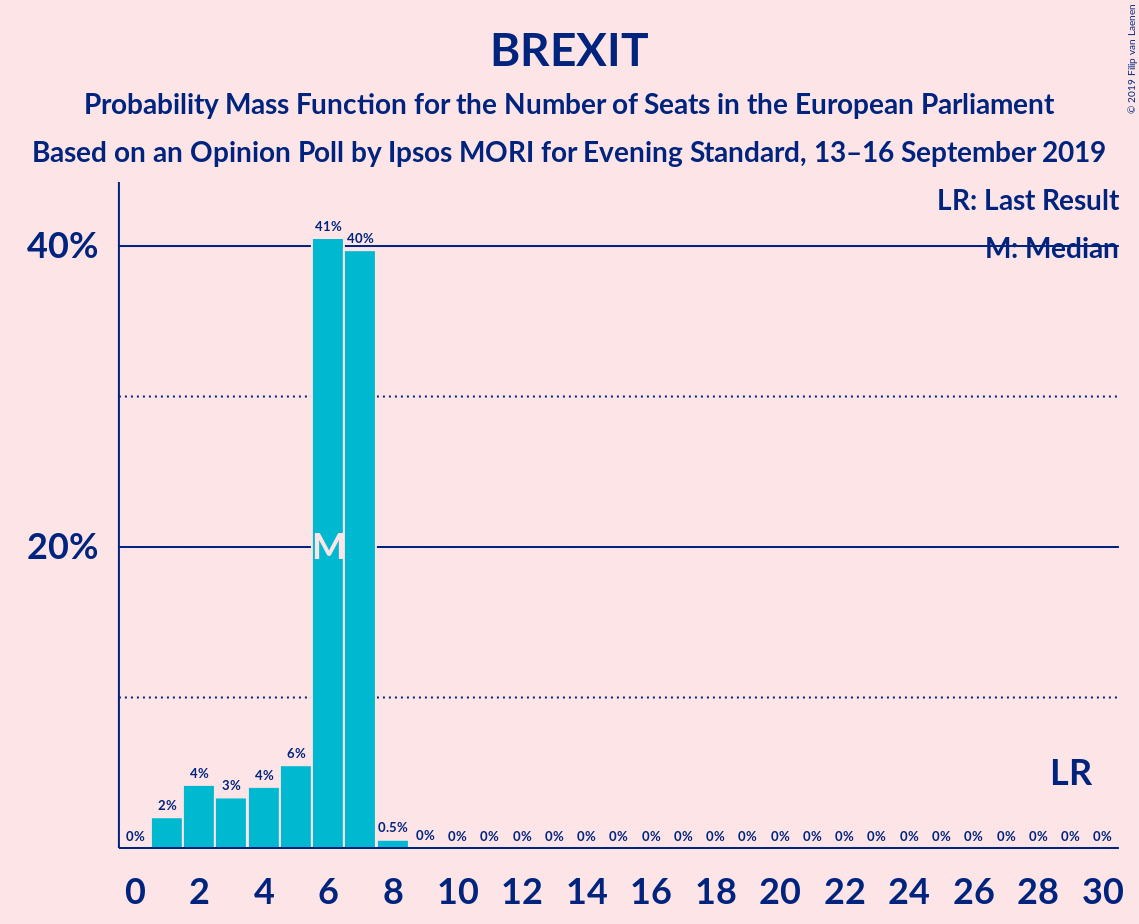 BREXIT
Probability Mass Function for the Number of Seats in the European Parliament
Based on an Opinion Poll by Ipsos MORI for Evening Standard, 13–16 September 2019
© 2019 Filip van Laenen
LR: Last Result
M: Median
40%
20%
0% 2% 4% 3% 4% 6% 41% 40% 0.5% 0% 0% 0% 0% 0% 0% 0% 0% 0% 0% 0% 0% 0% 0% 0% 0% 0% 0% 0% 0% 0% 0%
M
LR
0 2 4 6 8 10 12 14 16 18 20 22 24 26 28 30